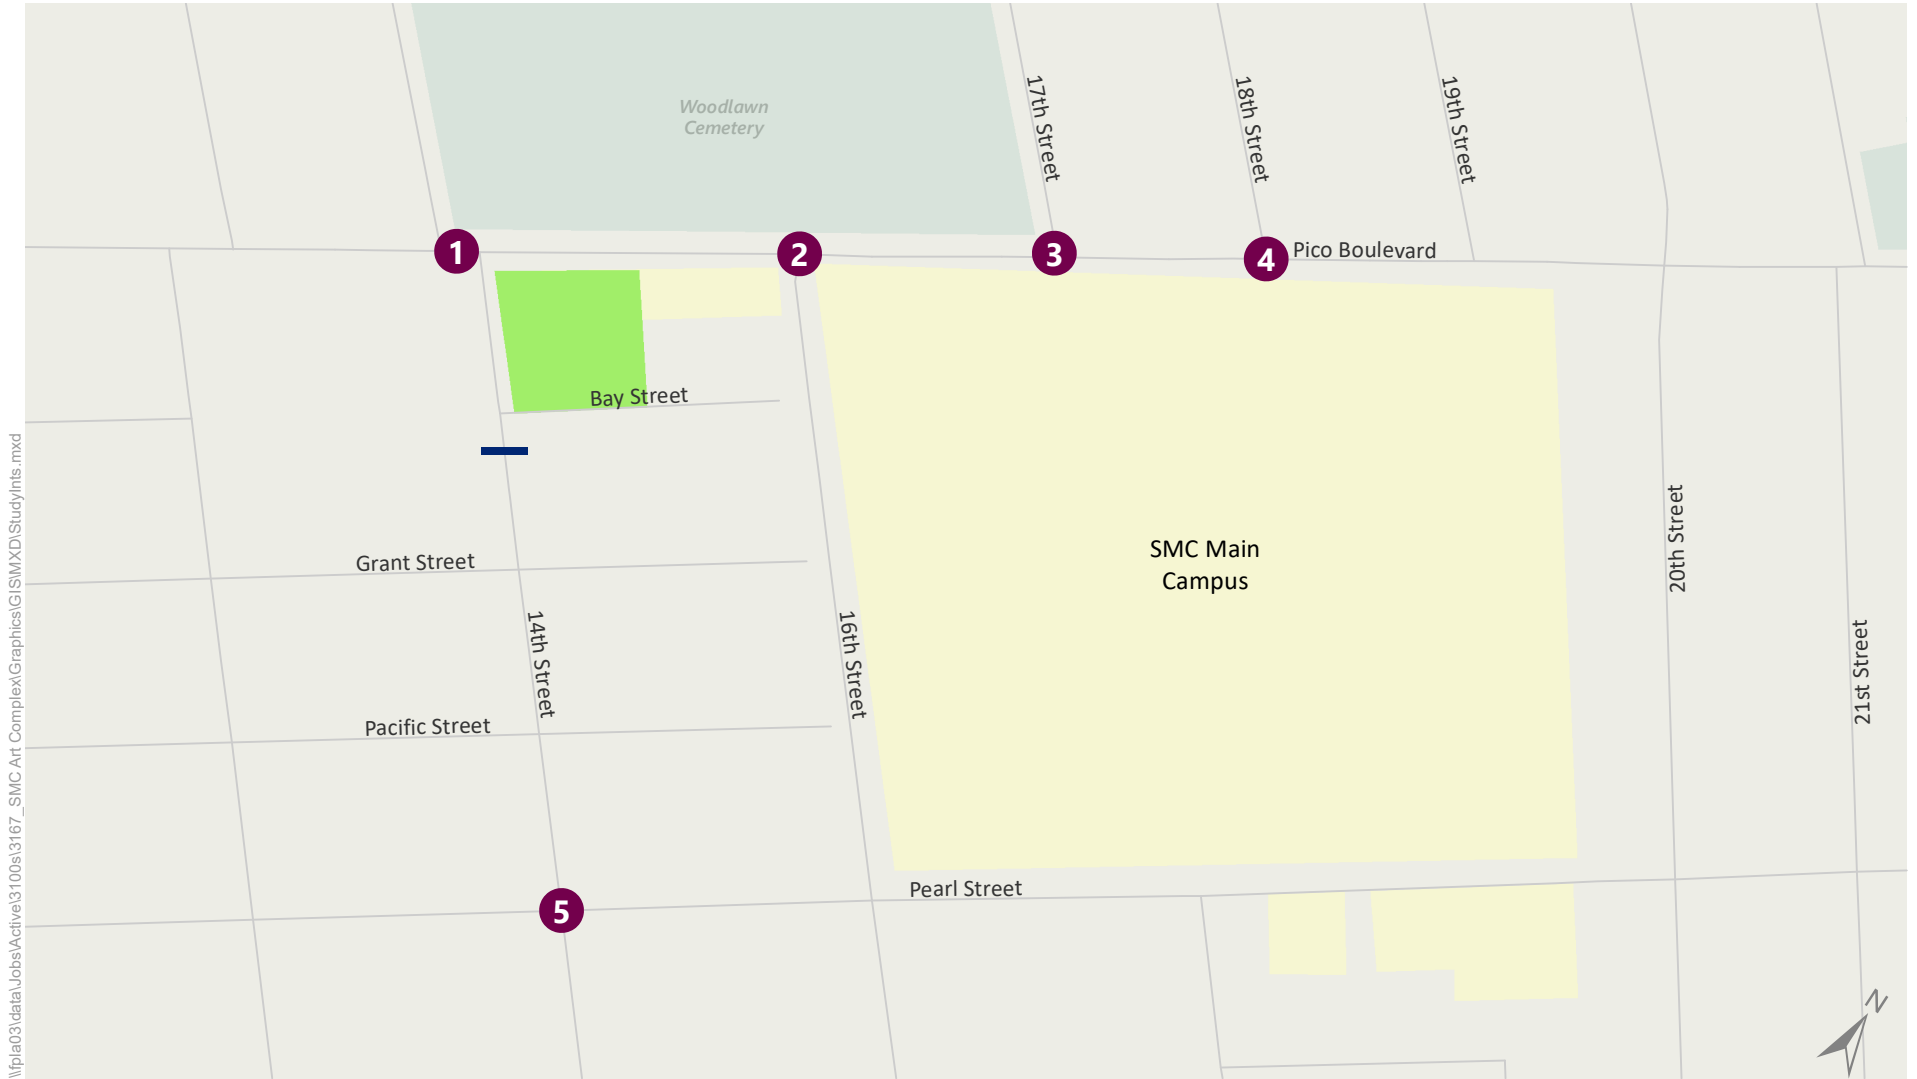 Woodlawn
Cemetery
17th Street
18th Street
19th Street
1
2
3
4
Pico Boulevard
Bay Street
Grant Street
SMC Main
Campus
20th Street
14th Street
16th Street
21st Street
Pacific Street
Pearl Street
5
N
\\fpla03\data\Jobs\Active\3100s\3167_SMC Art Complex\Graphics\GIS\MXD\StudyInts.mxd